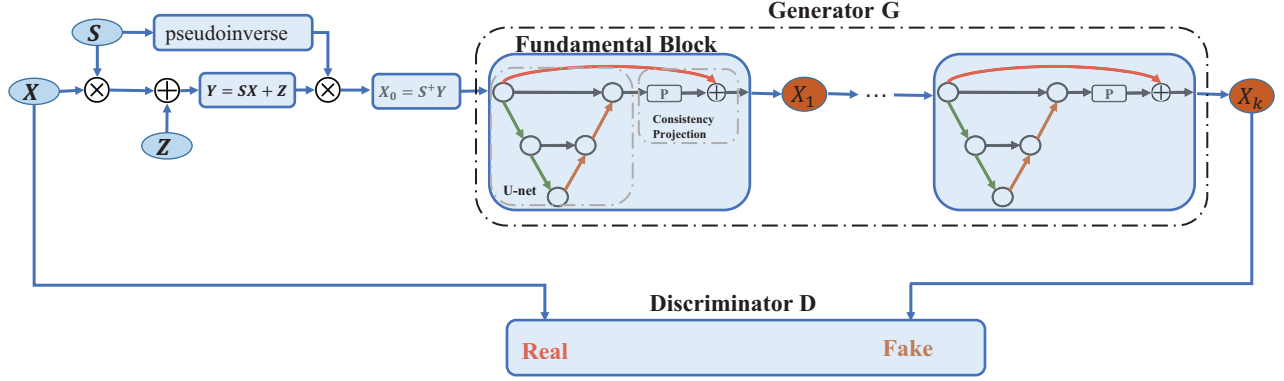 Generator G
S
pseudoinverse
Fundamental Block
X
×
+
Y = SX + Z
×
X₀ = S⁺Y
P
+
X₁
...
P
+
Xₖ
Consistency
Projection
Z
U-net
Discriminator D
Real
Fake